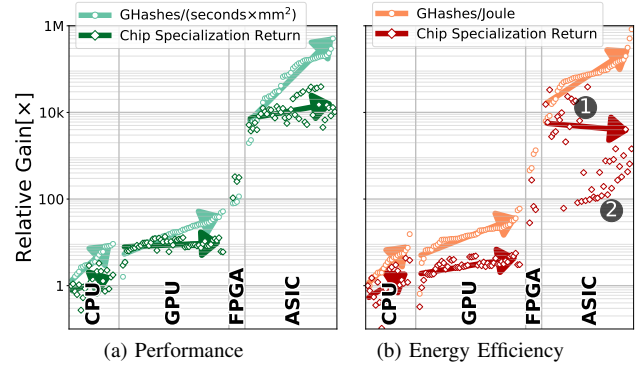 GHashes/(seconds×mm²)
Chip Specialization Return
GHashes/Joule
Chip Specialization Return
Relative Gain[×]
1M
10K
100
1
CPU
GPU
FPGA
ASIC
1
2
CPU
GPU
FPGA
ASIC
(a) Performance
(b) Energy Efficiency